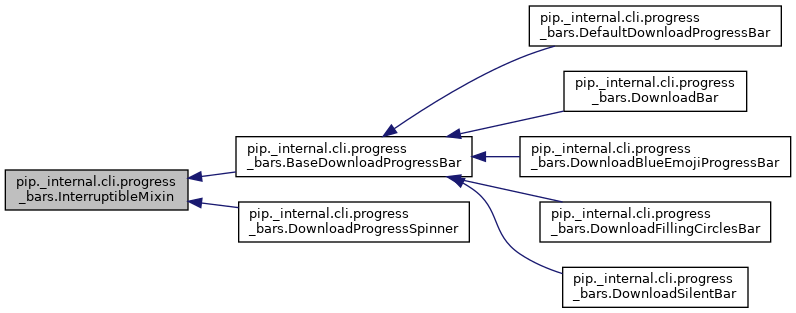 pip._internal.cli.progress
_bars.DefaultDownloadProgressBar
pip._internal.cli.progress
_bars.DownloadBar
pip._internal.cli.progress
_bars.BaseDownloadProgressBar
pip._internal.cli.progress
_bars.DownloadBlueEmojiProgressBar
pip._internal.cli.progress
_bars.InterruptibleMixin
pip._internal.cli.progress
_bars.DownloadProgressSpinner
pip._internal.cli.progress
_bars.DownloadFillingCirclesBar
pip._internal.cli.progress
_bars.DownloadSilentBar